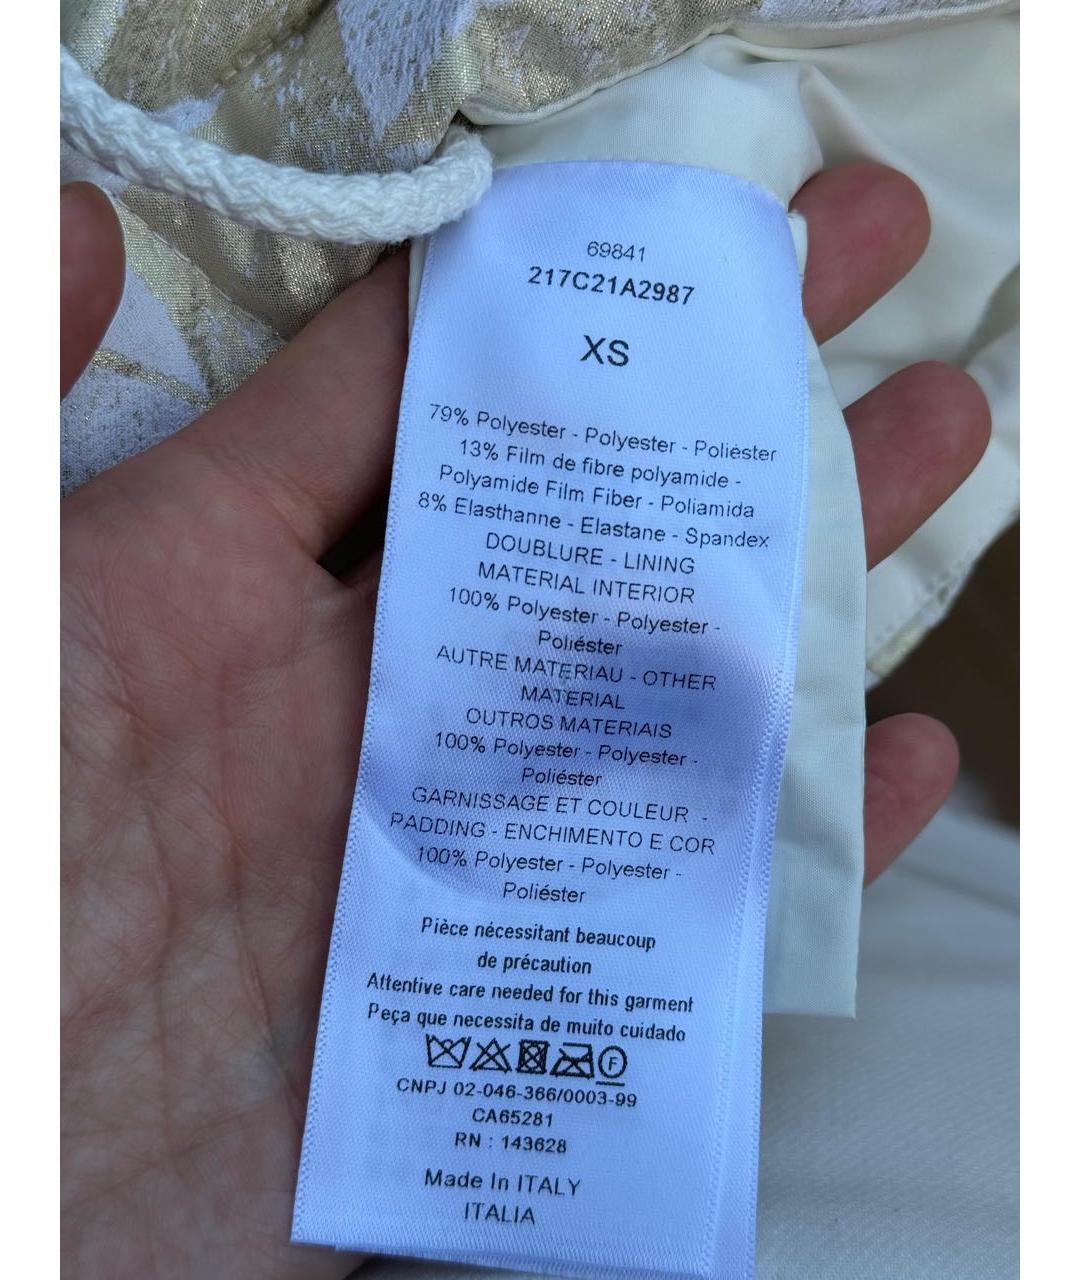 69841
217C21A2987
XS
79% Polyester - Polyester - Poliéster
13% Film de fibre polyamide -
Polyamide Film Fiber - Poliamida
8% Elasthanne - Elastane - Spandex
DOUBLURE - LINING
MATERIAL INTERIOR
100% Polyester - Polyester -
Poliéster
AUTRE MATERIAU - OTHER
MATERIAL
OUTROS MATERIAIS
100% Polyester - Polyester -
Poliéster
GARNISSAGE ET COULEUR -
PADDING - ENCHIMENTO E COR
100% Polyester - Polyester -
Poliéster
Pièce nécessitant beaucoup
de précaution
Attentive care needed for this garment
Peça que necessita de muito cuidado
F
CNPJ 02-046-366/0003-99
CA65281
RN : 143628
Made In ITALY
ITALIA